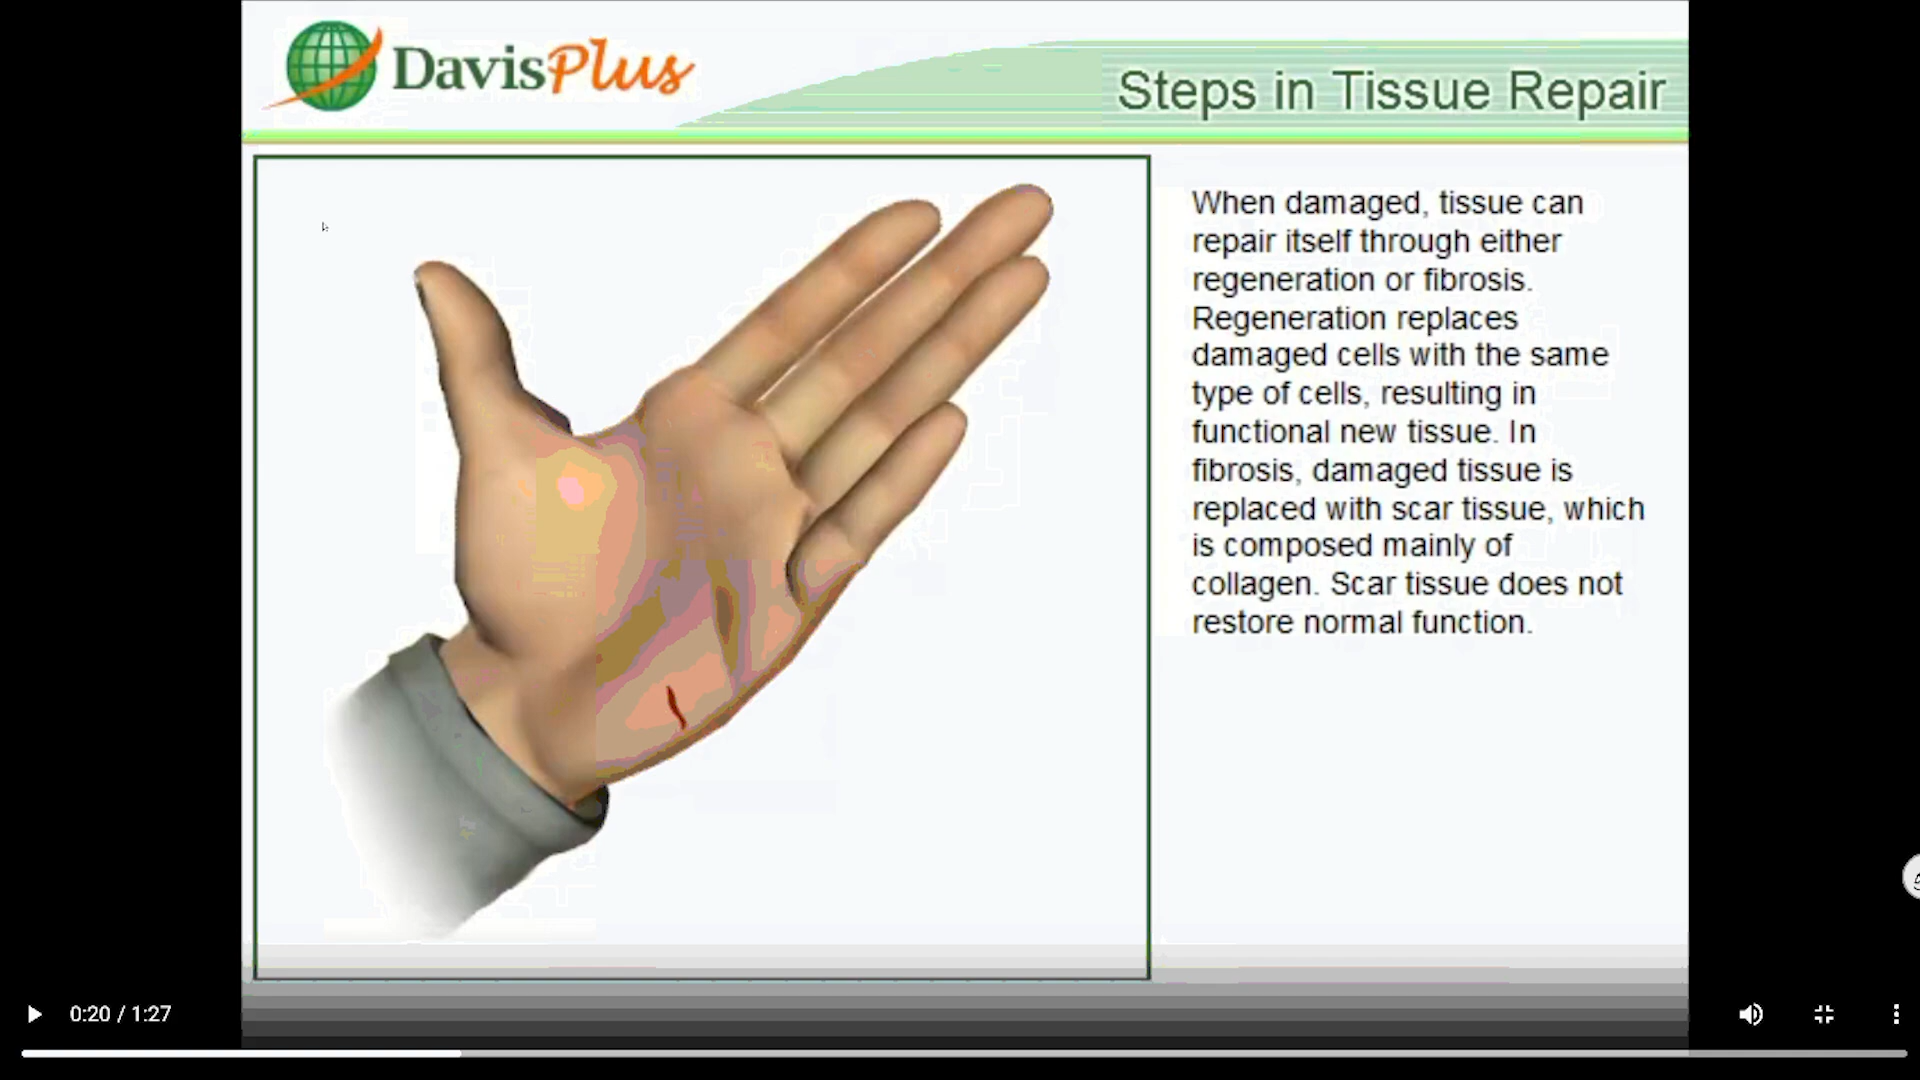 DavisPlus
Steps in Tissue Repair
When damaged, tissue can
repair itself through either
regeneration or fibrosis.
Regeneration replaces
damaged cells with the same
type of cells, resulting in
functional new tissue. In
fibrosis, damaged tissue is
replaced with scar tissue, which
is composed mainly of
collagen. Scar tissue does not
restore normal function.
0:20 / 1:27